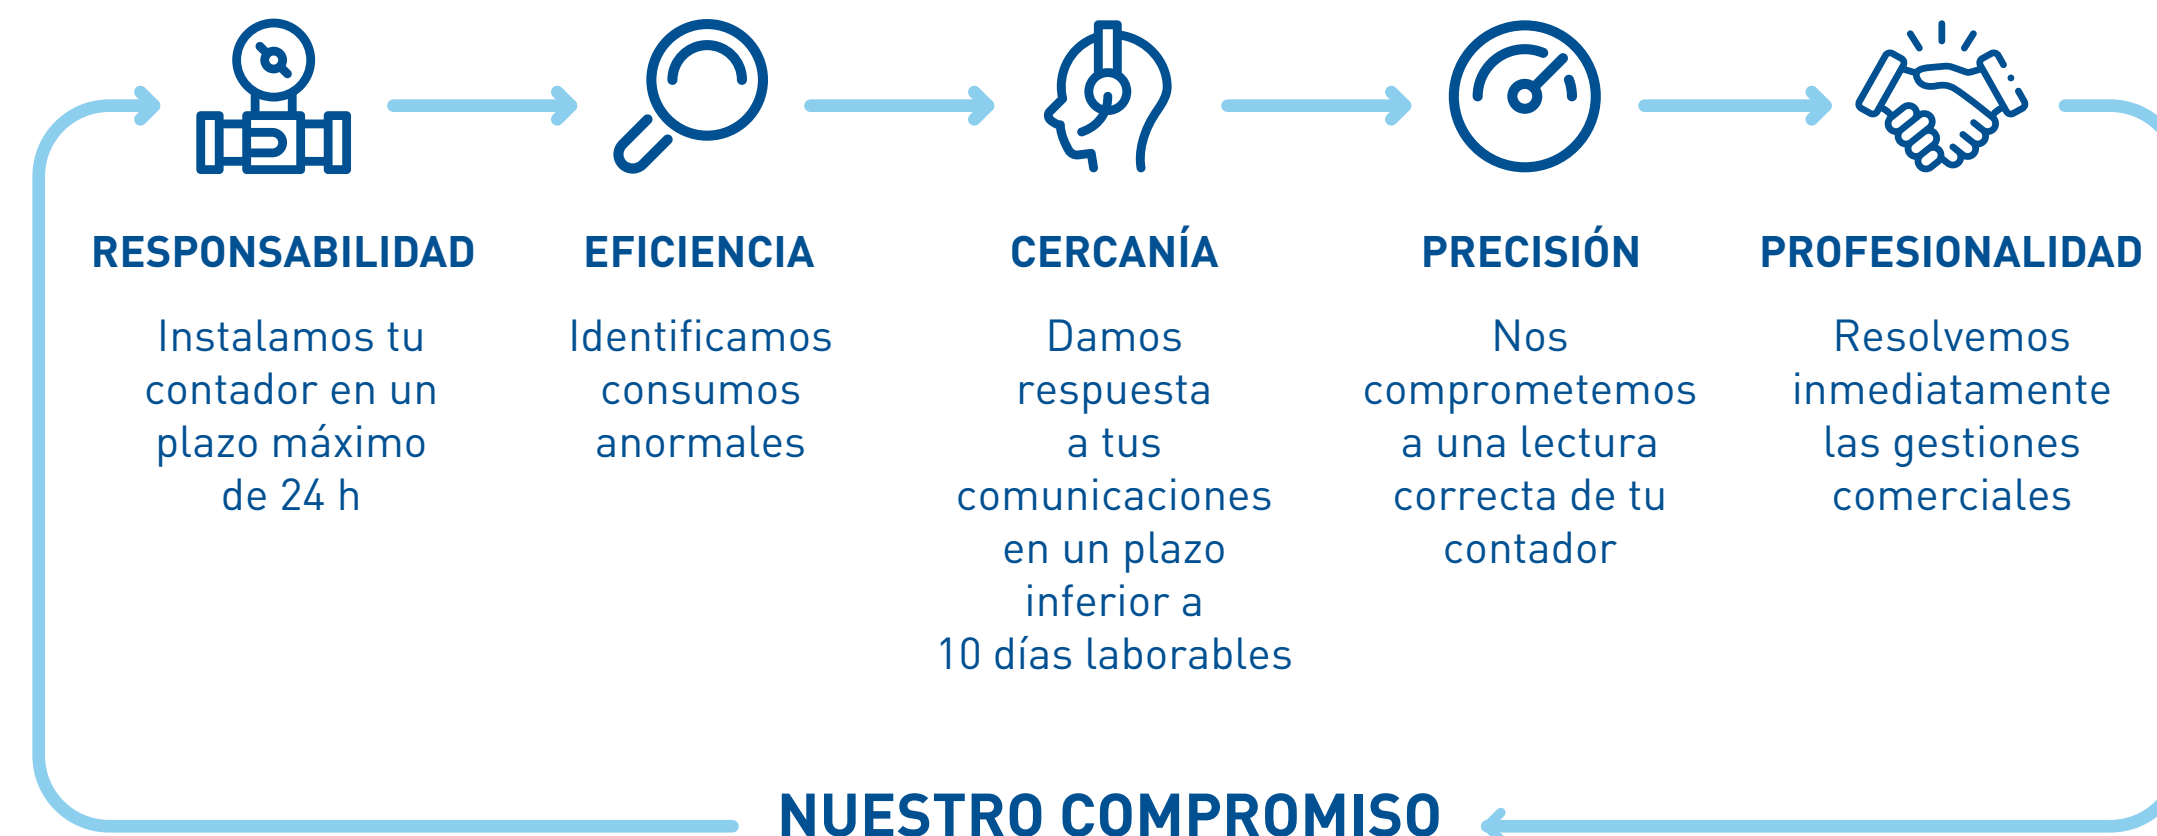 RESPONSABILIDAD
Instalamos tu
contador en un
plazo máximo
de 24 h
EFICIENCIA
Identificamos
consumos
anormales
CERCANÍA
Damos
respuesta
a tus
comunicaciones
en un plazo
inferior a
10 días laborables
PRECISIÓN
Nos
comprometemos
a una lectura
correcta de tu
contador
PROFESIONALIDAD
Resolvemos
inmediatamente
las gestiones
comerciales
NUESTRO COMPROMISO